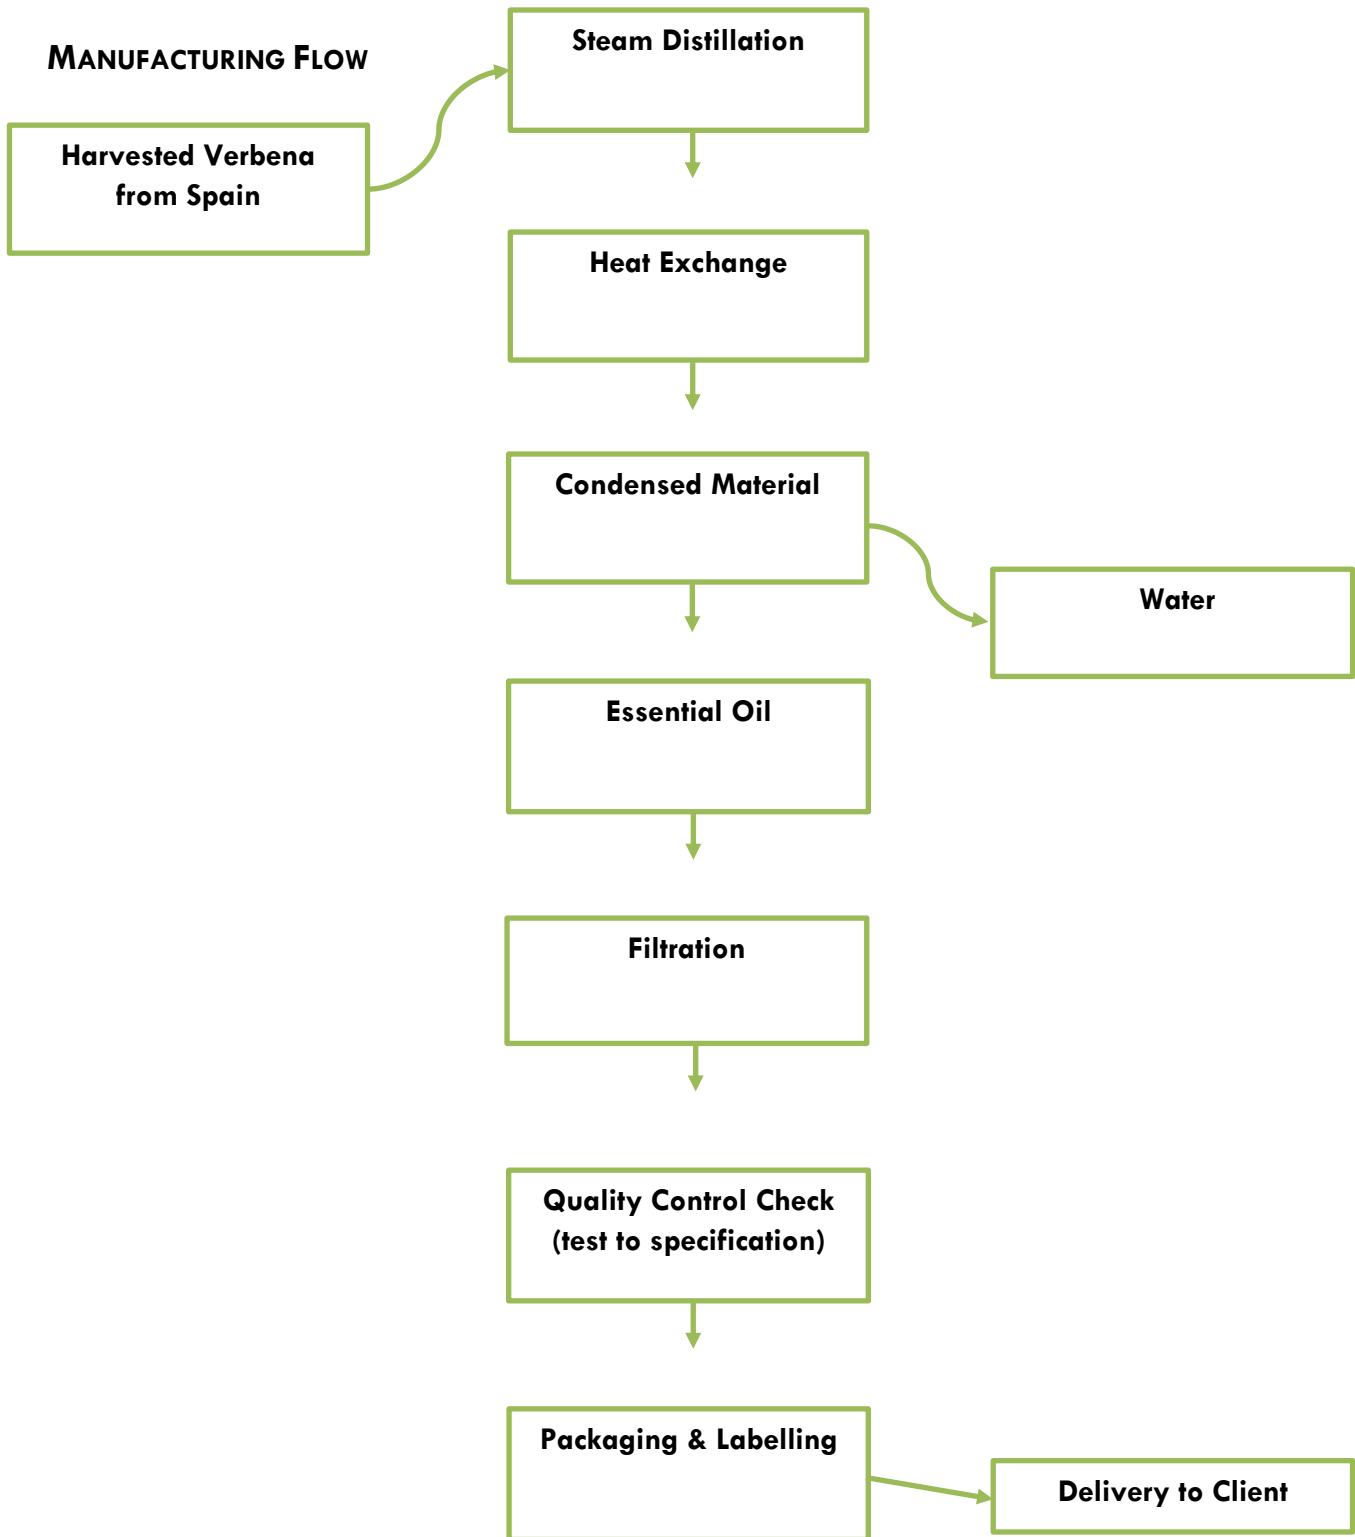 MANUFACTURING FLOW
Harvested Verbena
from Spain
Steam Distillation
Heat Exchange
Condensed Material
Water
Essential Oil
Filtration
Quality Control Check
(test to specification)
Packaging & Labelling
Delivery to Client